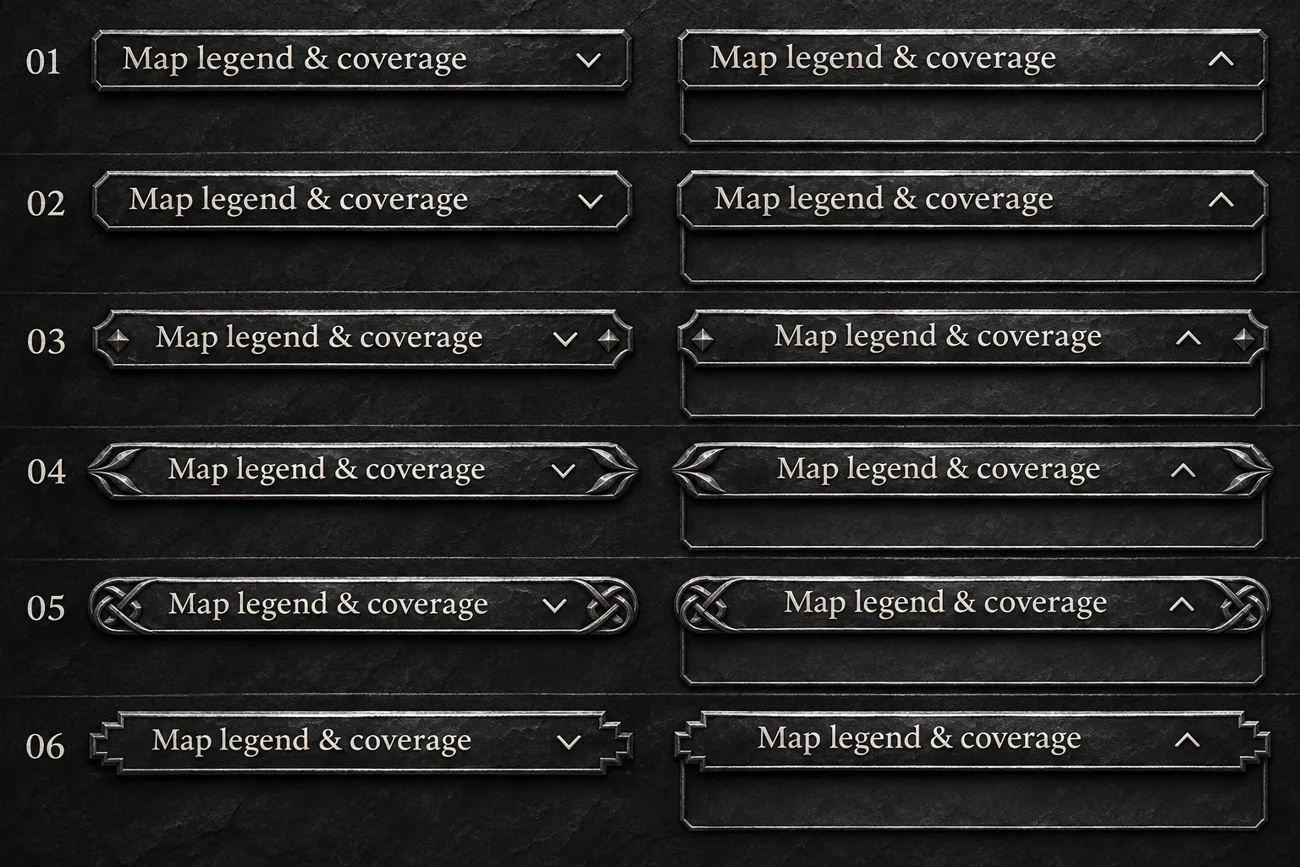 01 Map legend & coverage Map legend & coverage
02 Map legend & coverage Map legend & coverage
03 Map legend & coverage Map legend & coverage
04 Map legend & coverage Map legend & coverage
05 Map legend & coverage Map legend & coverage
06 Map legend & coverage Map legend & coverage